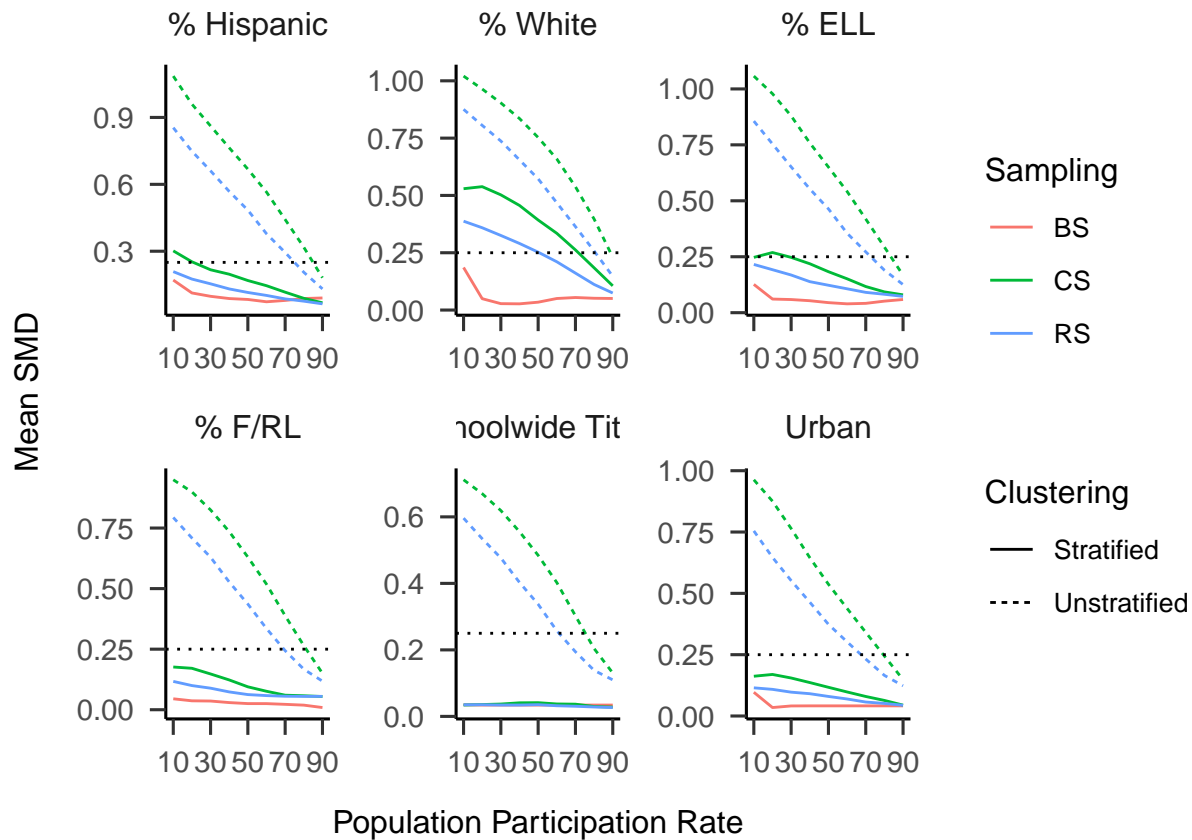 % Hispanic % White % ELL
0.9
0.6
0.3
1.00
0.75
0.50
0.25
0.00
1.00
0.75
0.50
0.25
0.00
10 30 50 70 90 10 30 50 70 90 10 30 50 70 90
% F/RL noolwide Tit Urban
0.75
0.50
0.25
0.00
0.6
0.4
0.2
0.0
1.00
0.75
0.50
0.25
0.00
10 30 50 70 90 10 30 50 70 90 10 30 50 70 90
Mean SMD
Population Participation Rate
Sampling
BS
CS
RS
Clustering
Stratified
Unstratified